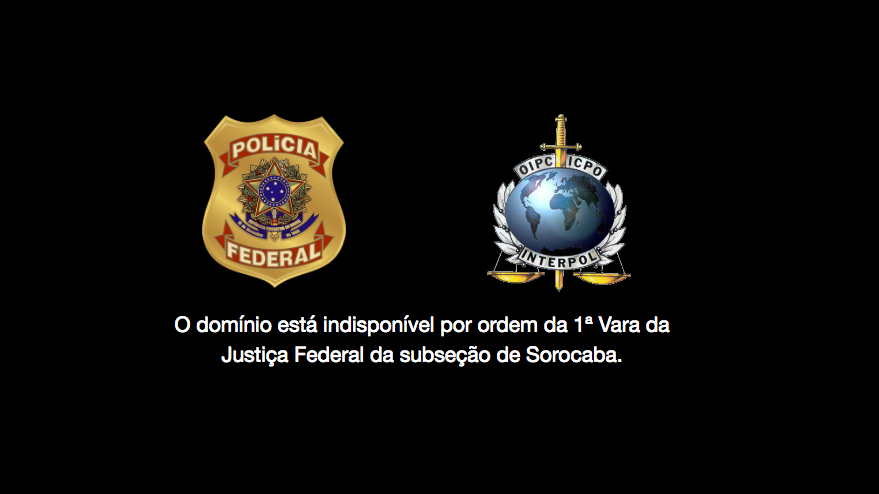 POLÍCIA
FEDERAL
OIPC ICPO
INTERPOL
O domínio está indisponível por ordem da 1ª Vara da
Justiça Federal da subseção de Sorocaba.